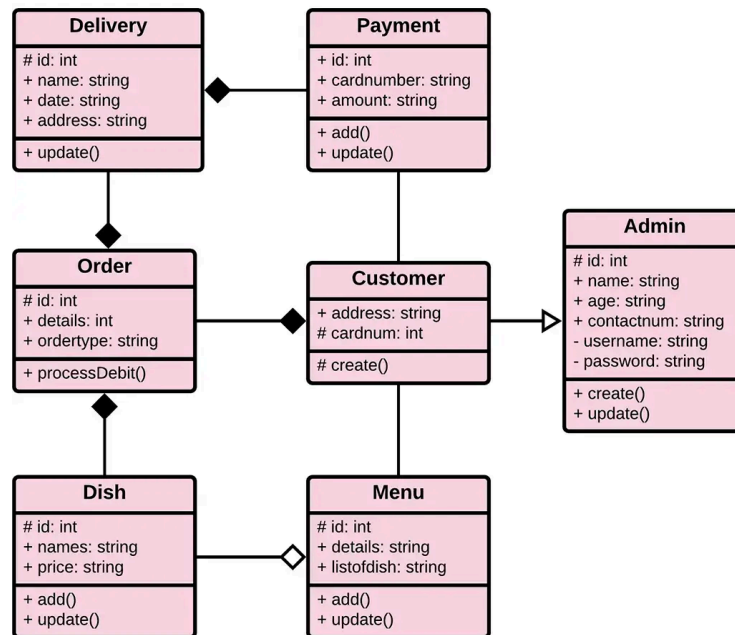 Delivery
# id: int
+ name: string
+ date: string
+ address: string
+ update()
Payment
+ id: int
+ cardnumber: string
+ amount: string
+ add()
+ update()
Order
# id: int
+ details: int
+ ordertype: string
+ processDebit()
Customer
+ address: string
# cardnum: int
# create()
Admin
# id: int
+ name: string
+ age: string
+ contactnum: string
- username: string
- password: string
+ create()
+ update()
Dish
# id: int
+ names: string
+ price: string
+ add()
+ update()
Menu
# id: int
+ details: string
+ listofdish: string
+ add()
+ update()